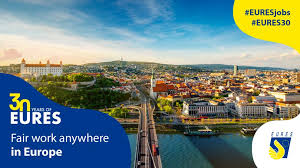 #EURESjobs
#EURES30
30
YEARS OF
EURES
Fair work anywhere
in Europe
EURES